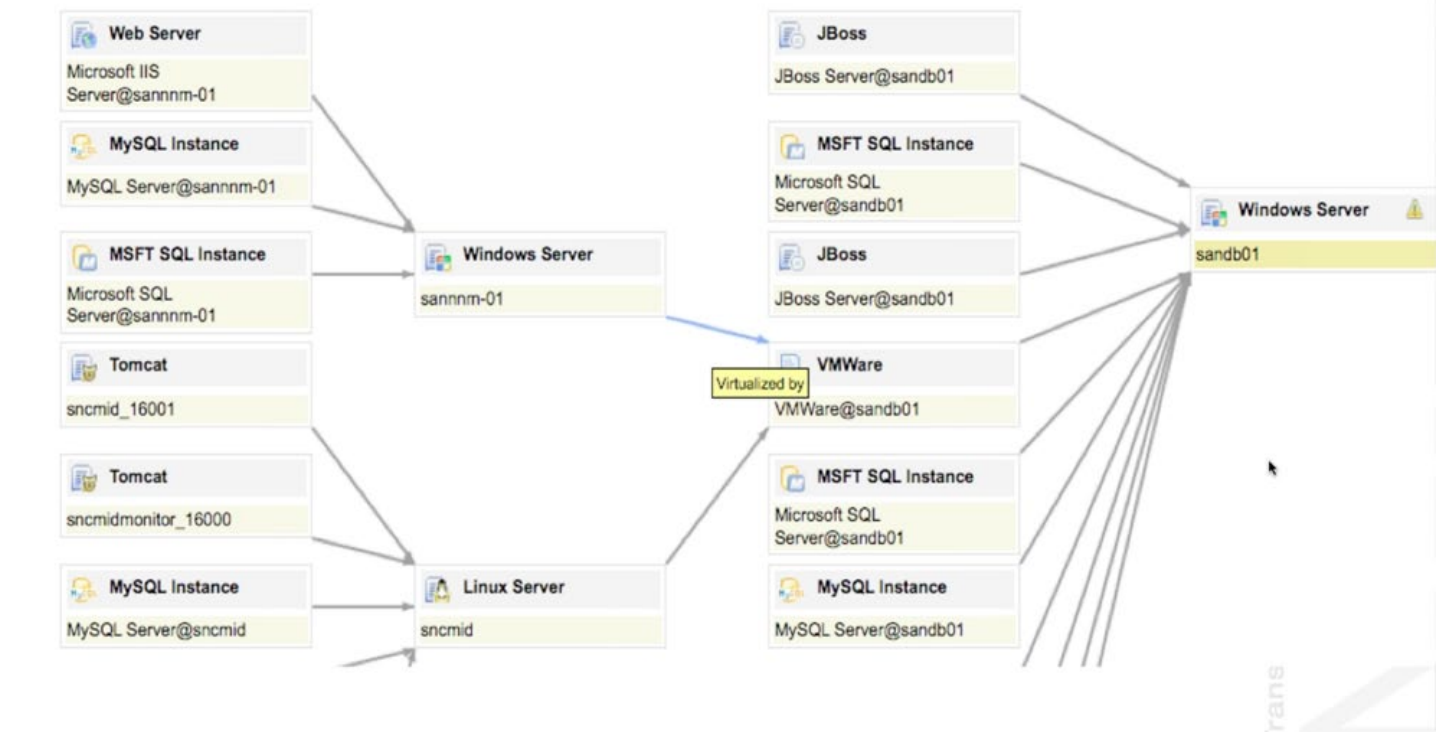 Web Server
Microsoft IIS
Server@sannnm-01
MySQL Instance
MySQL Server@sannnm-01
MSFT SQL Instance
Microsoft SQL
Server@sannnm-01
Tomcat
sncmid_16001
Tomcat
sncmidmonitor_16000
MySQL Instance
MySQL Server@sncmid
Windows Server
sannnm-01
Linux Server
sncmid
Virtualized by
JBoss
JBoss Server@sandb01
MSFT SQL Instance
Microsoft SQL
Server@sandb01
JBoss
JBoss Server@sandb01
VMWare
VMWare@sandb01
MSFT SQL Instance
Microsoft SQL
Server@sandb01
MySQL Instance
MySQL Server@sandb01
Windows Server
sandb01